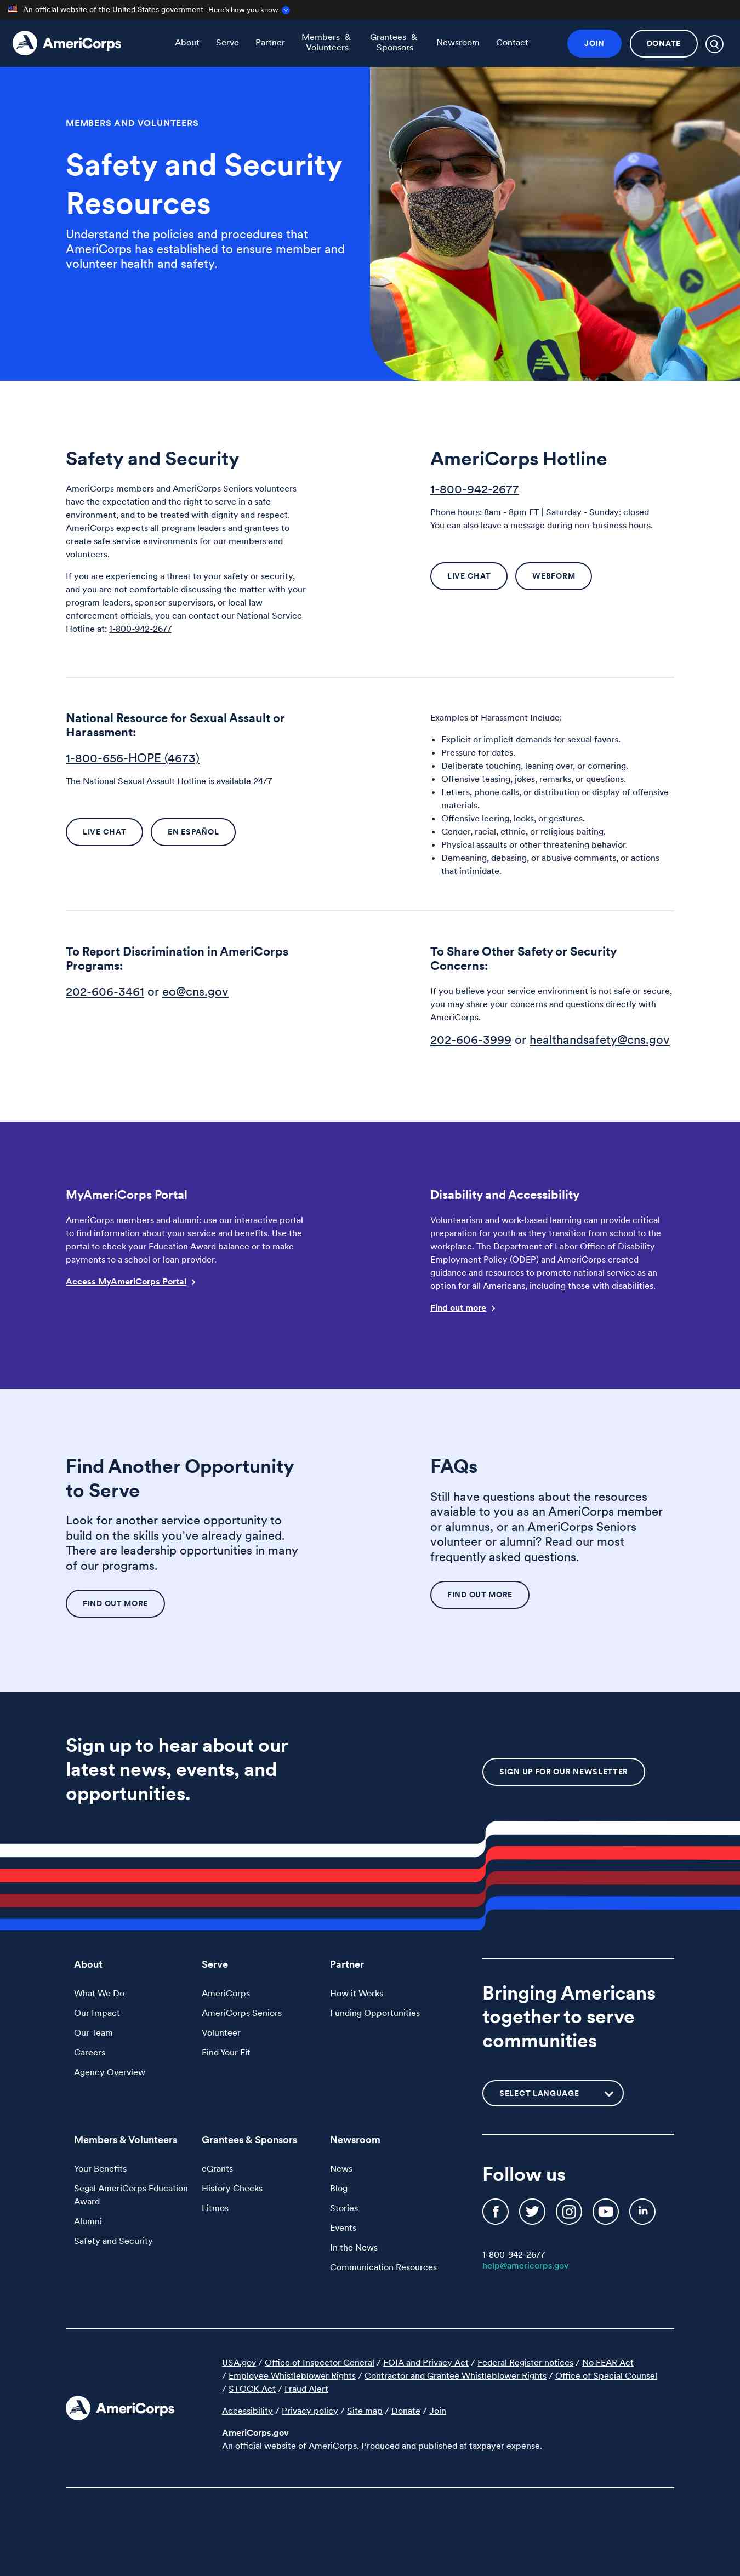 An official website of the United States government Here's how you know
AmeriCorps
About
Serve
Partner
Members &
Volunteers
Grantees &
Sponsors
Newsroom
Contact
JOIN
DONATE
MEMBERS AND VOLUNTEERS
Safety and Security
Resources
Understand the policies and procedures that
AmeriCorps has established to ensure member and
volunteer health and safety.
Safety and Security
AmeriCorps members and AmeriCorps Seniors volunteers
have the expectation and the right to serve in a safe
environment, and to be treated with dignity and respect.
AmeriCorps expects all program leaders and grantees to
create safe service environments for our members and
volunteers.
If you are experiencing a threat to your safety or security,
and you are not comfortable discussing the matter with your
program leaders, sponsor supervisors, or local law
enforcement officials, you can contact our National Service
Hotline at: 1-800-942-2677
AmeriCorps Hotline
1-800-942-2677
Phone hours: 8am - 8pm ET | Saturday - Sunday: closed
You can also leave a message during non-business hours.
LIVE CHAT
WEBFORM
National Resource for Sexual Assault or
Harassment:
1-800-656-HOPE (4673)
The National Sexual Assault Hotline is available 24/7
LIVE CHAT
EN ESPAÑOL
Examples of Harassment Include:
• Explicit or implicit demands for sexual favors.
• Pressure for dates.
• Deliberate touching, leaning over, or cornering.
• Offensive teasing, jokes, remarks, or questions.
• Letters, phone calls, or distribution or display of offensive
materials.
• Offensive leering, looks, or gestures.
• Gender, racial, ethnic, or religious baiting.
• Physical assaults or other threatening behavior.
• Demeaning, debasing, or abusive comments, or actions
that intimidate.
To Report Discrimination in AmeriCorps
Programs:
202-606-3461 or eo@cns.gov
To Share Other Safety or Security
Concerns:
If you believe your service environment is not safe or secure,
you may share your concerns and questions directly with
AmeriCorps.
202-606-3999 or healthandsafety@cns.gov
MyAmeriCorps Portal
AmeriCorps members and alumni: use our interactive portal
to find information about your service and benefits. Use the
portal to check your Education Award balance or to make
payments to a school or loan provider.
Access MyAmeriCorps Portal
Disability and Accessibility
Volunteerism and work-based learning can provide critical
preparation for youth as they transition from school to the
workplace. The Department of Labor Office of Disability
Employment Policy (ODEP) and AmeriCorps created
guidance and resources to promote national service as an
option for all Americans, including those with disabilities.
Find out more
Find Another Opportunity
to Serve
Look for another service opportunity to
build on the skills you've already gained.
There are leadership opportunities in many
of our programs.
FIND OUT MORE
FAQs
Still have questions about the resources
avaiable to you as an AmeriCorps member
or alumnus, or an AmeriCorps Seniors
volunteer or alumni? Read our most
frequently asked questions.
FIND OUT MORE
Sign up to hear about our
latest news, events, and
opportunities.
SIGN UP FOR OUR NEWSLETTER
About
What We Do
Our Impact
Our Team
Careers
Agency Overview
Serve
AmeriCorps
AmeriCorps Seniors
Volunteer
Find Your Fit
Partner
How it Works
Funding Opportunities
Bringing Americans
together to serve
communities
SELECT LANGUAGE
Members & Volunteers
Your Benefits
Segal AmeriCorps Education
Award
Alumni
Safety and Security
Grantees & Sponsors
eGrants
History Checks
Litmos
Newsroom
News
Blog
Stories
Events
In the News
Communication Resources
Follow us
1-800-942-2677
help@americorps.gov
AmeriCorps
USA.gov / Office of Inspector General / FOIA and Privacy Act / Federal Register notices / No FEAR Act
/ Employee Whistleblower Rights / Contractor and Grantee Whistleblower Rights / Office of Special Counsel
/ STOCK Act / Fraud Alert
Accessibility / Privacy policy / Site map / Donate / Join
AmeriCorps.gov
An official website of AmeriCorps. Produced and published at taxpayer expense.